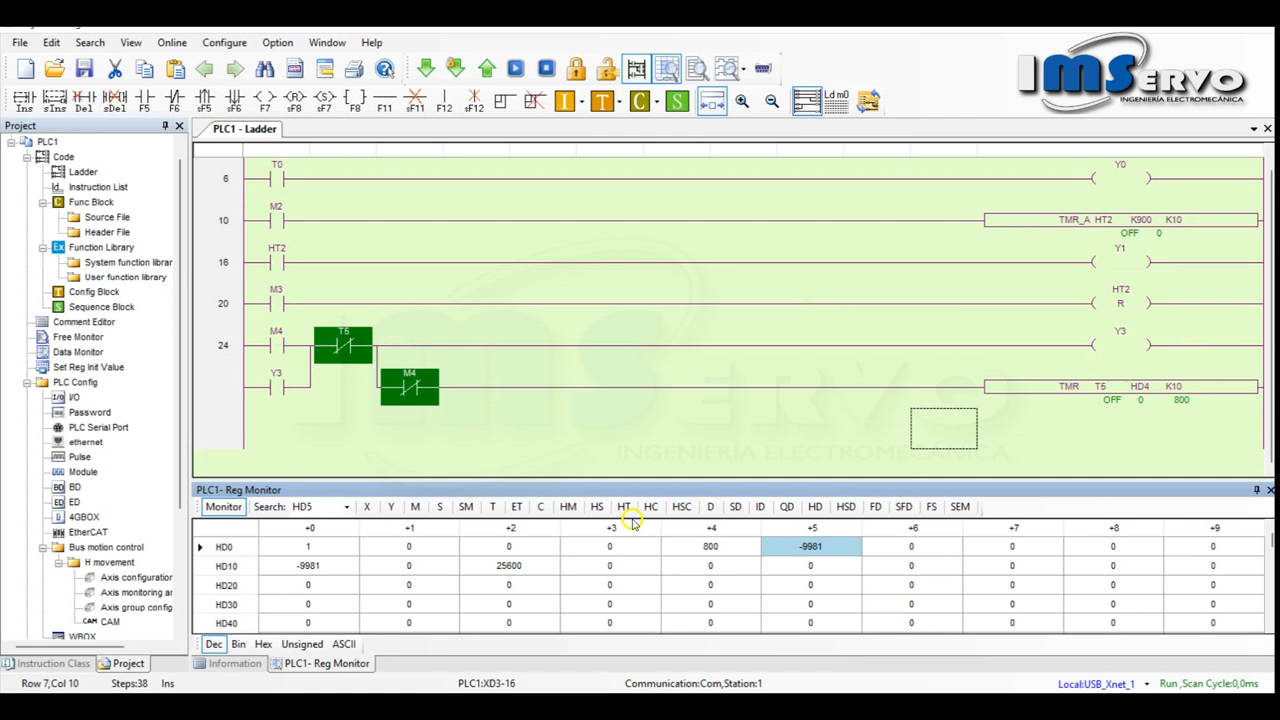 File Edit Search View Online Configure Option Window Help
IMServo
INGENIERÍA ELECTROMECÁNICA
Ins sIns Del sDel F5 F6 sF5 sF6 F7 sF8 sF7 F8 F11 sF11 F12 sF12 I T C S Ld m0
Project
PLC1
Code
Ladder
Instruction List
Func Block
Source File
Header File
Function Library
System function librar
User function library
Config Block
Sequence Block
Comment Editor
Free Monitor
Data Monitor
Set Reg Init Value
PLC Config
I/O
Password
PLC Serial Port
ethernet
Pulse
Module
BD
ED
4GBOX
EtherCAT
Bus motion control
H movement
Axis configuration
Axis monitoring ar
Axis group config
CAM
WBOX
Instruction Class Project
PLC1 - Ladder
T0 Y0
6
M2
10 TMR_A HT2 K900 K10
OFF 0
HT2 Y1
16
M3 HT2
20 R
M4 T5 Y3
24
Y3 M4
TMR T5 HD4 K10
OFF 0 800
IMServo
INGENIERÍA ELECTROMECÁNICA
PLC1- Reg Monitor
Monitor Search: HD5 X Y M S SM T ET C HM HS HT HC HSC D SD ID QD HD HSD FD SFD FS SEM
+0 +1 +2 +3 +4 +5 +6 +7 +8 +9
HD0 1 0 0 0 800 -9981 0 0 0 0
HD10 -9981 0 25600 0 0 0 0 0 0 0
HD20 0 0 0 0 0 0 0 0 0 0
HD30 0 0 0 0 0 0 0 0 0 0
HD40 0 0 0 0 0 0 0 0 0 0
Dec Bin Hex Unsigned ASCII
Information PLC1- Reg Monitor
Row 7,Col 10 Steps:38 Ins PLC1:XD3-16 Communication:Com,Station:1 Local:USB_Xnet_1 Run ,Scan Cycle:0,0ms